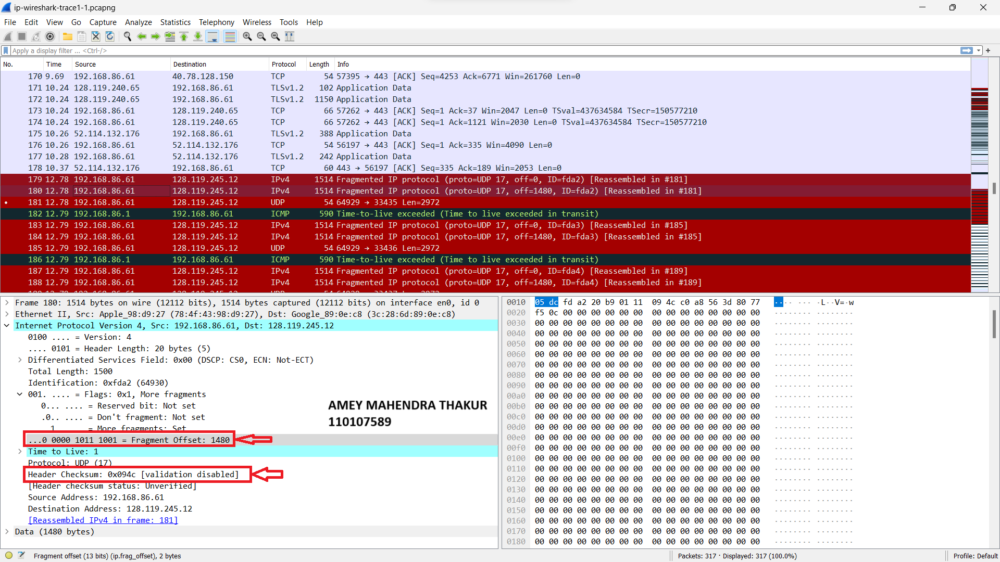 ip-wireshark-trace1-1.pcapng
File Edit View Go Capture Analyze Statistics Telephony Wireless Tools Help
Apply a display filter ... <Ctrl-/>
No. Time Source Destination Protocol Length Info
170 9.69 192.168.86.61 40.78.128.150 TCP 54 57395 → 443 [ACK] Seq=4253 Ack=6771 Win=261760 Len=0
171 10.24 128.119.240.65 192.168.86.61 TLSv1.2 102 Application Data
172 10.24 128.119.240.65 192.168.86.61 TLSv1.2 1150 Application Data
173 10.24 192.168.86.61 128.119.240.65 TCP 66 57262 → 443 [ACK] Seq=1 Ack=37 Win=2047 Len=0 TSval=437634584 TSecr=150577210
174 10.24 192.168.86.61 128.119.240.65 TCP 66 57262 → 443 [ACK] Seq=1 Ack=1121 Win=2030 Len=0 TSval=437634584 TSecr=150577210
175 10.26 52.114.132.176 192.168.86.61 TLSv1.2 388 Application Data
176 10.26 192.168.86.61 52.114.132.176 TCP 54 56197 → 443 [ACK] Seq=1 Ack=335 Win=4090 Len=0
177 10.28 192.168.86.61 52.114.132.176 TLSv1.2 242 Application Data
178 10.37 52.114.132.176 192.168.86.61 TCP 60 443 → 56197 [ACK] Seq=335 Ack=189 Win=2053 Len=0
179 12.78 192.168.86.61 128.119.245.12 IPv4 1514 Fragmented IP protocol (proto=UDP 17, off=0, ID=fda2) [Reassembled in #181]
180 12.78 192.168.86.61 128.119.245.12 IPv4 1514 Fragmented IP protocol (proto=UDP 17, off=1480, ID=fda2) [Reassembled in #181]
181 12.78 192.168.86.61 128.119.245.12 UDP 54 64929 → 33435 Len=2972
182 12.79 192.168.86.1 192.168.86.61 ICMP 590 Time-to-live exceeded (Time to live exceeded in transit)
183 12.79 192.168.86.61 128.119.245.12 IPv4 1514 Fragmented IP protocol (proto=UDP 17, off=0, ID=fda3) [Reassembled in #185]
184 12.79 192.168.86.61 128.119.245.12 IPv4 1514 Fragmented IP protocol (proto=UDP 17, off=1480, ID=fda3) [Reassembled in #185]
185 12.79 192.168.86.61 128.119.245.12 UDP 54 64929 → 33436 Len=2972
186 12.79 192.168.86.1 192.168.86.61 ICMP 590 Time-to-live exceeded (Time to live exceeded in transit)
187 12.79 192.168.86.61 128.119.245.12 IPv4 1514 Fragmented IP protocol (proto=UDP 17, off=0, ID=fda4) [Reassembled in #189]
188 12.79 192.168.86.61 128.119.245.12 IPv4 1514 Fragmented IP protocol (proto=UDP 17, off=1480, ID=fda4) [Reassembled in #189]
Frame 180: 1514 bytes on wire (12112 bits), 1514 bytes captured (12112 bits) on interface en0, id 0
Ethernet II, Src: Apple_98:d9:27 (78:4f:43:98:d9:27), Dst: Google_89:0e:c8 (3c:28:6d:89:0e:c8)
Internet Protocol Version 4, Src: 192.168.86.61, Dst: 128.119.245.12
0100 .... = Version: 4
.... 0101 = Header Length: 20 bytes (5)
Differentiated Services Field: 0x00 (DSCP: CS0, ECN: Not-ECT)
Total Length: 1500
Identification: 0xfda2 (64930)
001. .... = Flags: 0x1, More fragments
0... .... = Reserved bit: Not set
.0.. .... = Don't fragment: Not set
..1. .... = More fragments: Set
...0 0000 1011 1001 = Fragment Offset: 1480
Time to Live: 1
Protocol: UDP (17)
Header Checksum: 0x094c [validation disabled]
[Header checksum status: Unverified]
Source Address: 192.168.86.61
Destination Address: 128.119.245.12
[Reassembled IPv4 in frame: 181]
Data (1480 bytes)
AMEY MAHENDRA THAKUR
110107589
0010 05 dc fd a2 20 b9 01 11 09 4c c0 a8 56 3d 80 77 .. .. .... ·L··V=·w
0020 f5 0c 00 00 00 00 00 00 00 00 00 00 00 00 00 00 ········ ········
0030 00 00 00 00 00 00 00 00 00 00 00 00 00 00 00 00 ········ ········
0040 00 00 00 00 00 00 00 00 00 00 00 00 00 00 00 00 ········ ········
0050 00 00 00 00 00 00 00 00 00 00 00 00 00 00 00 00 ········ ········
0060 00 00 00 00 00 00 00 00 00 00 00 00 00 00 00 00 ········ ········
0070 00 00 00 00 00 00 00 00 00 00 00 00 00 00 00 00 ········ ········
0080 00 00 00 00 00 00 00 00 00 00 00 00 00 00 00 00 ········ ········
0090 00 00 00 00 00 00 00 00 00 00 00 00 00 00 00 00 ········ ········
00a0 00 00 00 00 00 00 00 00 00 00 00 00 00 00 00 00 ········ ········
00b0 00 00 00 00 00 00 00 00 00 00 00 00 00 00 00 00 ········ ········
00c0 00 00 00 00 00 00 00 00 00 00 00 00 00 00 00 00 ········ ········
00d0 00 00 00 00 00 00 00 00 00 00 00 00 00 00 00 00 ········ ········
00e0 00 00 00 00 00 00 00 00 00 00 00 00 00 00 00 00 ········ ········
00f0 00 00 00 00 00 00 00 00 00 00 00 00 00 00 00 00 ········ ········
0100 00 00 00 00 00 00 00 00 00 00 00 00 00 00 00 00 ········ ········
0110 00 00 00 00 00 00 00 00 00 00 00 00 00 00 00 00 ········ ········
0120 00 00 00 00 00 00 00 00 00 00 00 00 00 00 00 00 ········ ········
0130 00 00 00 00 00 00 00 00 00 00 00 00 00 00 00 00 ········ ········
0140 00 00 00 00 00 00 00 00 00 00 00 00 00 00 00 00 ········ ········
0150 00 00 00 00 00 00 00 00 00 00 00 00 00 00 00 00 ········ ········
0160 00 00 00 00 00 00 00 00 00 00 00 00 00 00 00 00 ········ ········
0170 00 00 00 00 00 00 00 00 00 00 00 00 00 00 00 00 ········ ········
0180 00 00 00 00 00 00 00 00 00 00 00 00 00 00 00 00 ········ ········
Fragment offset (13 bits) (ip.frag_offset), 2 bytes
Packets: 317 · Displayed: 317 (100.0%)
Profile: Default